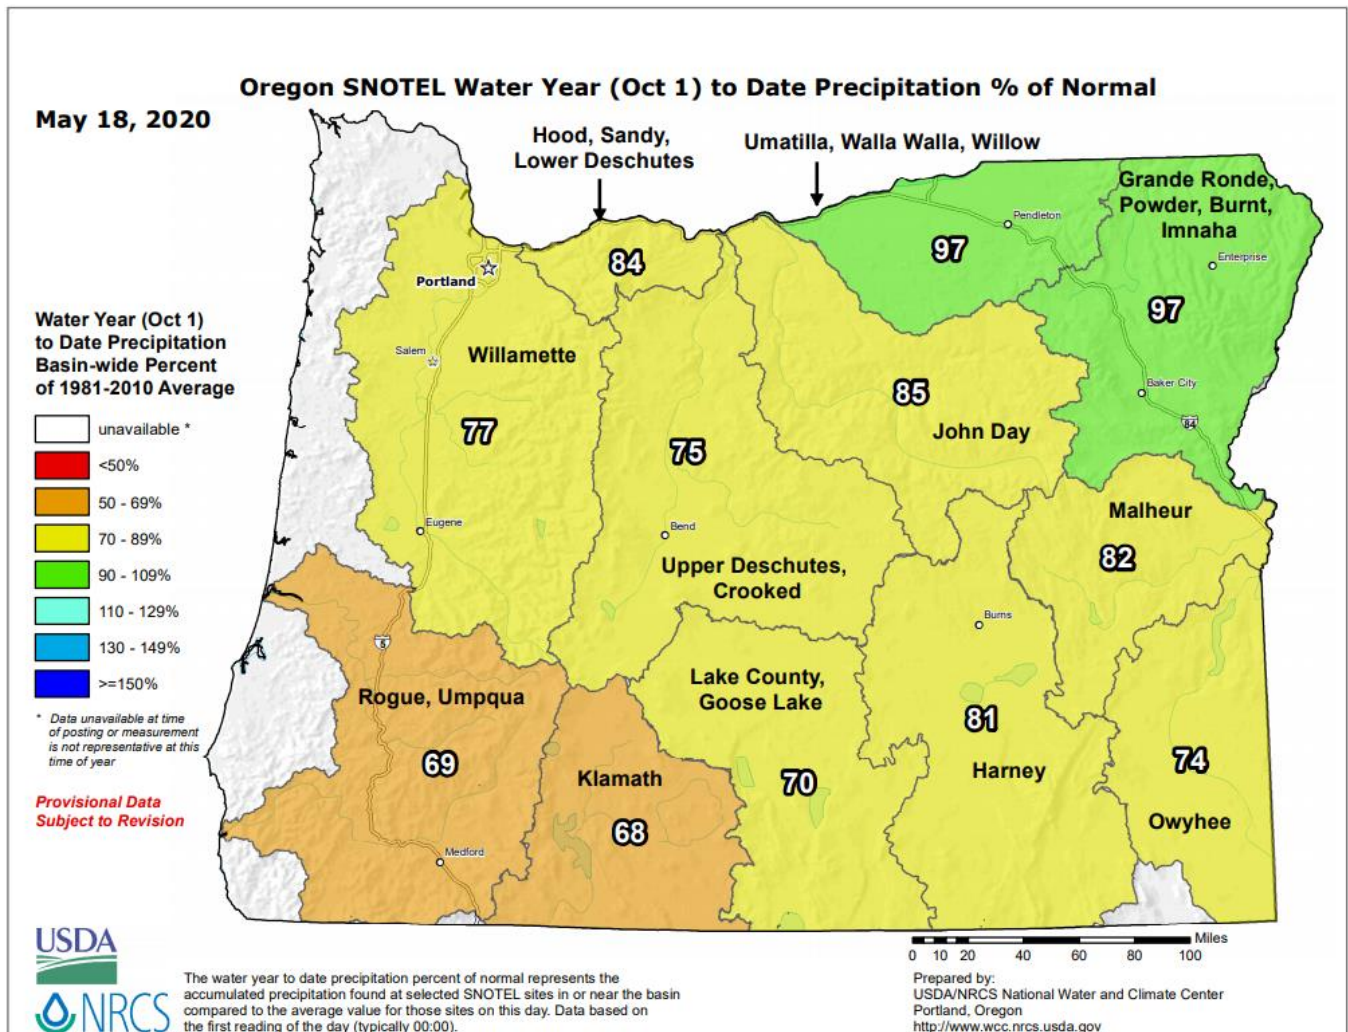 Oregon SNOTEL Water Year (Oct 1) to Date Precipitation % of Normal
May 18, 2020
Hood, Sandy,
Lower Deschutes
Umatilla, Walla Walla, Willow
Grande Ronde,
Powder, Burnt,
Imnaha
Pendleton
97
Enterprise
84
Portland
97
Water Year (Oct 1)
to Date Precipitation
Basin-wide Percent
of 1981-2010 Average
Salem
Willamette
Baker City
85
84
John Day
77
75
unavailable *
<50%
50 - 69%
70 - 89%
90 - 109%
110 - 129%
130 - 149%
>=150%
* Data unavailable at time
of posting or measurement
is not representative at this
time of year
Provisional Data
Subject to Revision
Eugene
Bend
Malheur
82
Upper Deschutes,
Crooked
Burns
5
Rogue, Umpqua
69
Lake County,
Goose Lake
81
Harney
Klamath
68
70
74
Owyhee
Medford
Miles
0 10 20 40 60 80 100
USDA
NRCS
The water year to date precipitation percent of normal represents the
accumulated precipitation found at selected SNOTEL sites in or near the basin
compared to the average value for those sites on this day. Data based on
the first reading of the day (typically 00:00).
Prepared by:
USDA/NRCS National Water and Climate Center
Portland, Oregon
http://www.wcc.nrcs.usda.gov